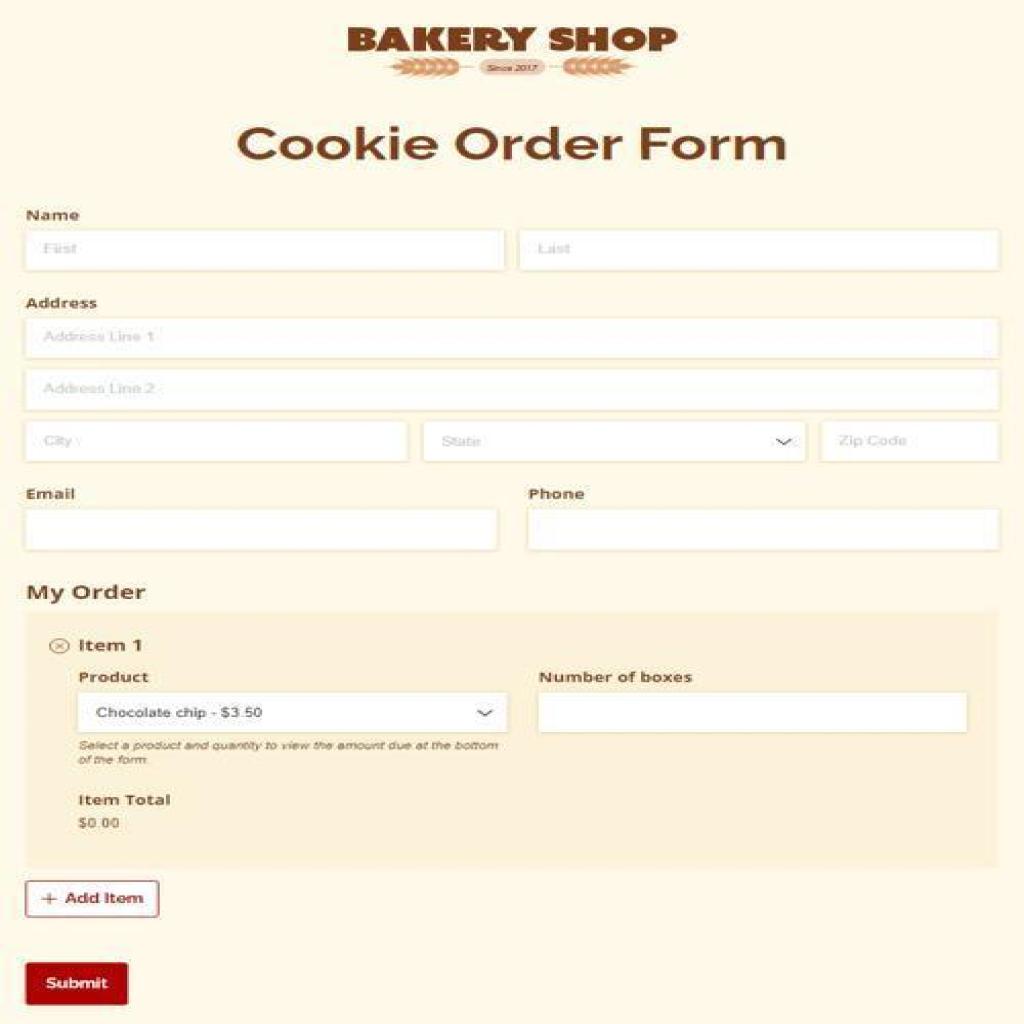 BAKERY SHOP
Since 2017
Cookie Order Form
Name
First Last
Address
Address Line 1
Address Line 2
City State Zip Code
Email Phone
My Order
Item 1
Product Number of boxes
Chocolate chip - $3.50
Select a product and quantity to view the amount due at the bottom
of the form.
Item Total
$0.00
+ Add Item
Submit